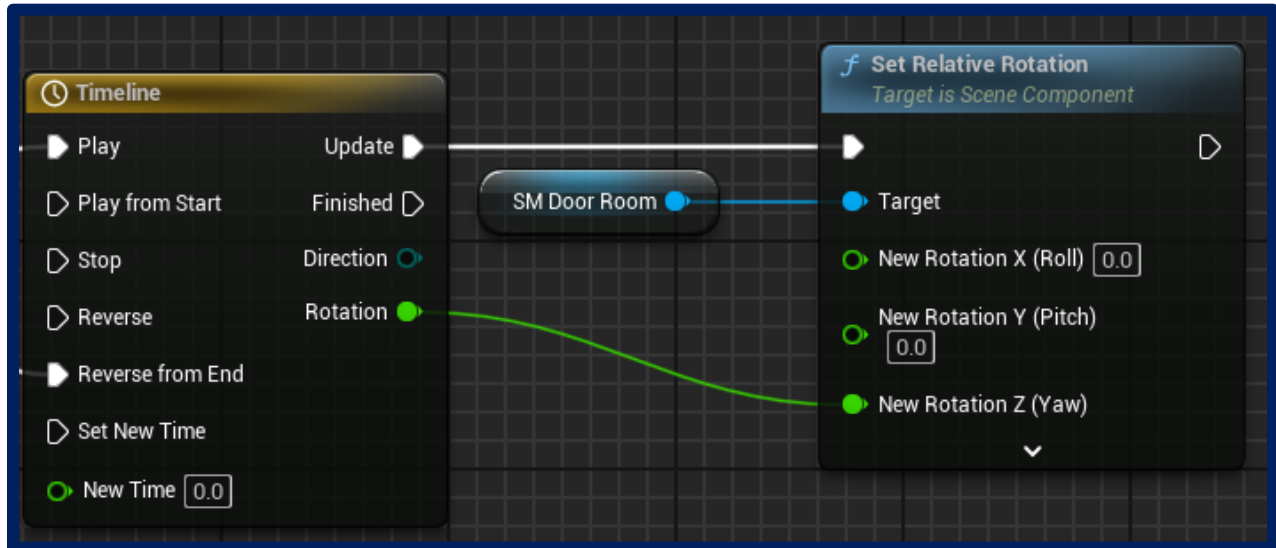 Timeline
Play
Update
Play from Start
Finished
Stop
Direction
Reverse
Rotation
Reverse from End
Set New Time
New Time 0.0
SM Door Room
Set Relative Rotation
Target is Scene Component
Target
New Rotation X (Roll) 0.0
New Rotation Y (Pitch)
0.0
New Rotation Z (Yaw)